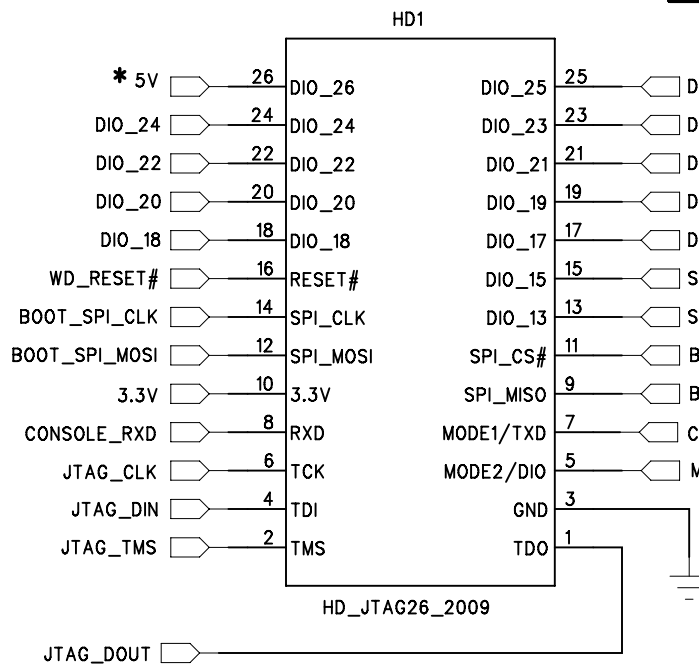 HD1
* 5V 26 DIO_26 DIO_25 25 D
DIO_24 24 DIO_24 DIO_23 23 D
DIO_22 22 DIO_22 DIO_21 21 D
DIO_20 20 DIO_20 DIO_19 19 D
DIO_18 18 DIO_18 DIO_17 17 D
WD_RESET# 16 RESET# DIO_15 15 S
BOOT_SPI_CLK 14 SPI_CLK DIO_13 13 S
BOOT_SPI_MOSI 12 SPI_MOSI SPI_CS# 11 B
3.3V 10 3.3V SPI_MISO 9 B
CONSOLE_RXD 8 RXD MODE1/TXD 7 C
JTAG_CLK 6 TCK MODE2/DIO 5 M
JTAG_DIN 4 TDI GND 3
JTAG_TMS 2 TMS TDO 1
HD_JTAG26_2009
JTAG_DOUT